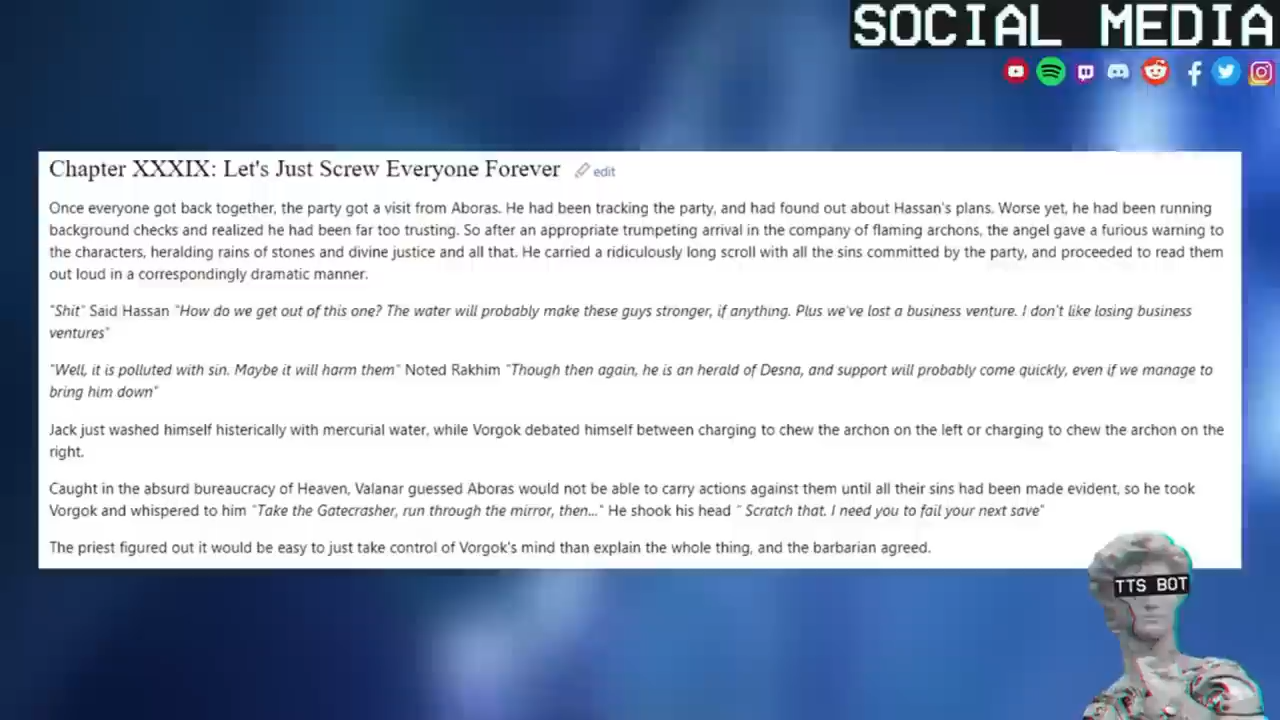 SOCIAL MEDIA
Chapter XXXIX: Let's Just Screw Everyone Forever edit
Once everyone got back together, the party got a visit from Aboras. He had been tracking the party, and had found out about Hassan's plans. Worse yet, he had been running
background checks and realized he had been far too trusting. So after an appropriate trumpeting arrival in the company of flaming archons, the angel gave a furious warning to
the characters, heralding rains of stones and divine justice and all that. He carried a ridiculously long scroll with all the sins committed by the party, and proceeded to read them
out loud in a correspondingly dramatic manner.
"Shit" Said Hassan "How do we get out of this one? The water will probably make these guys stronger, if anything. Plus we've lost a business venture. I don't like losing business
ventures"
"Well, it is polluted with sin. Maybe it will harm them" Noted Rakhim "Though then again, he is an herald of Desna, and support will probably come quickly, even if we manage to
bring him down"
Jack just washed himself histerically with mercurial water, while Vorgok debated himself between charging to chew the archon on the left or charging to chew the archon on the
right.
Caught in the absurd bureaucracy of Heaven, Valanar guessed Aboras would not be able to carry actions against them until all their sins had been made evident, so he took
Vorgok and whispered to him "Take the Gatecrasher, run through the mirror, then..." He shook his head " Scratch that. I need you to fail your next save"
The priest figured out it would be easy to just take control of Vorgok's mind than explain the whole thing, and the barbarian agreed.
TTS BOT